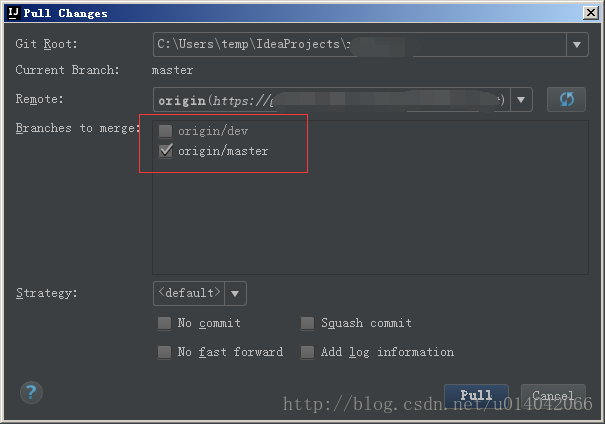 IJ Pull Changes
Git Root: C:\Users\temp\IdeaProjects\
Current Branch: master
Remote: origin(https://
Branches to merge: origin/dev
origin/master
Strategy: <default>
No commit Squash commit
No fast forward Add log information
? Pull Cancel
http://blog.csdn.net/u014042066